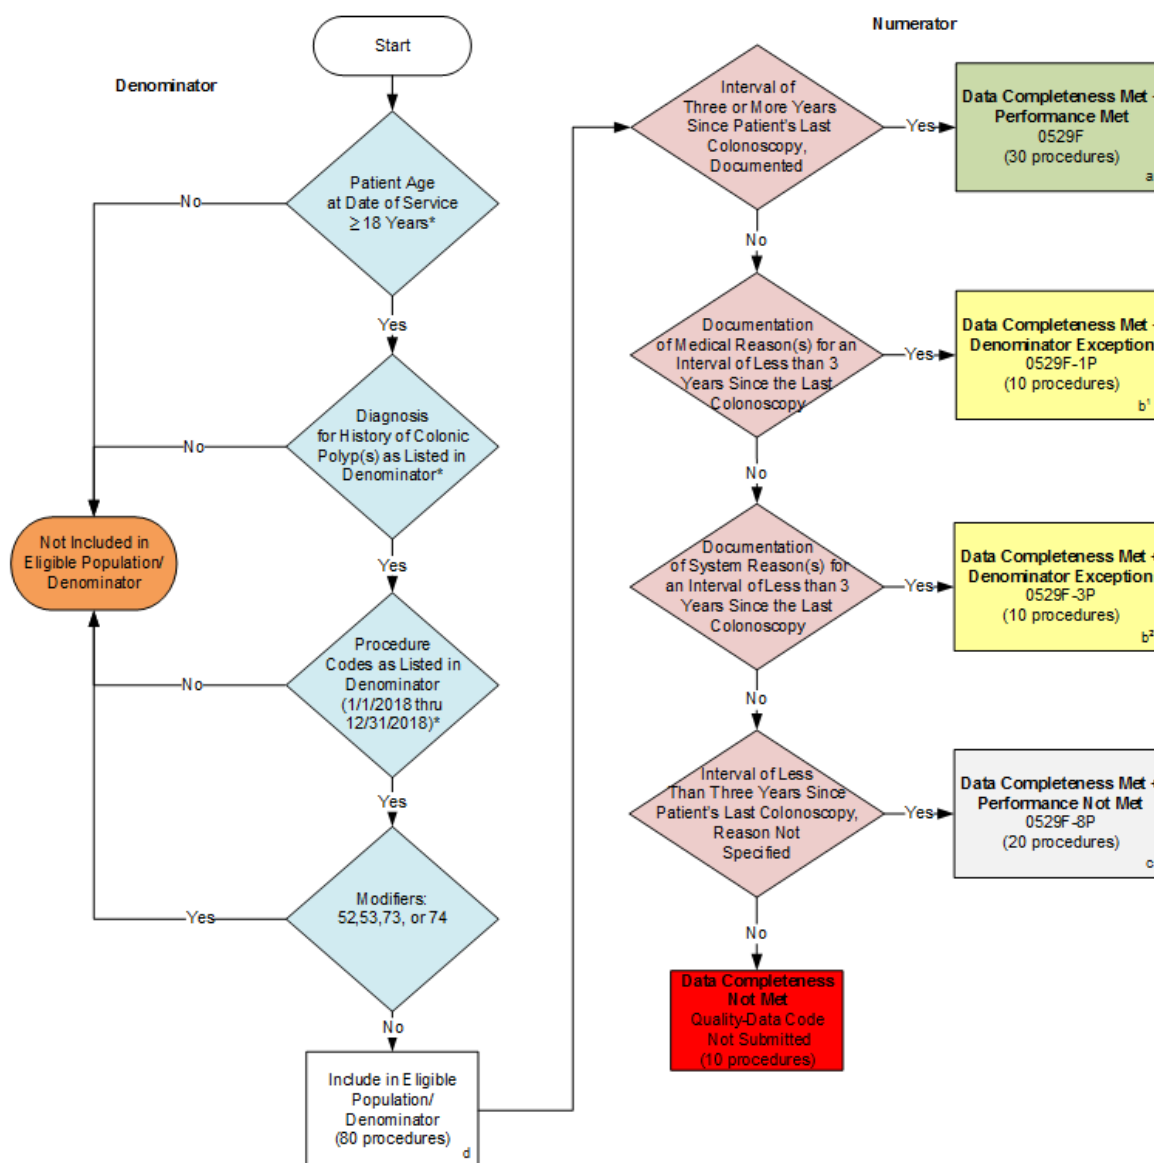 Numerator
Start
Denominator
Patient Age
at Date of Service
≥ 18 Years*
No
Yes
Diagnosis
for History of Colonic
Polyp(s) as Listed in
Denominator*
No
Yes
Not Included in
Eligible Population/
Denominator
Procedure
Codes as Listed in
Denominator
(1/1/2018 thru
12/31/2018)*
No
Yes
Modifiers:
52,53,73, or 74
Yes
No
Include in Eligible
Population/
Denominator
(80 procedures)
d
Interval of
Three or More Years
Since Patient's Last
Colonoscopy,
Documented
Yes
Data Completeness Met +
Performance Met
0529F
(30 procedures)
a
No
Documentation
of Medical Reason(s) for an
Interval of Less than 3
Years Since the Last
Colonoscopy
Yes
Data Completeness Met +
Denominator Exception
0529F-1P
(10 procedures)
b¹
No
Documentation
of System Reason(s) for
an Interval of Less than 3
Years Since the Last
Colonoscopy
Yes
Data Completeness Met +
Denominator Exception
0529F-3P
(10 procedures)
b²
No
Interval of Less
Than Three Years Since
Patient's Last Colonoscopy,
Reason Not
Specified
Yes
Data Completeness Met +
Performance Not Met
0529F-8P
(20 procedures)
c
No
Data Completeness
Not Met
Quality-Data Code
Not Submitted
(10 procedures)